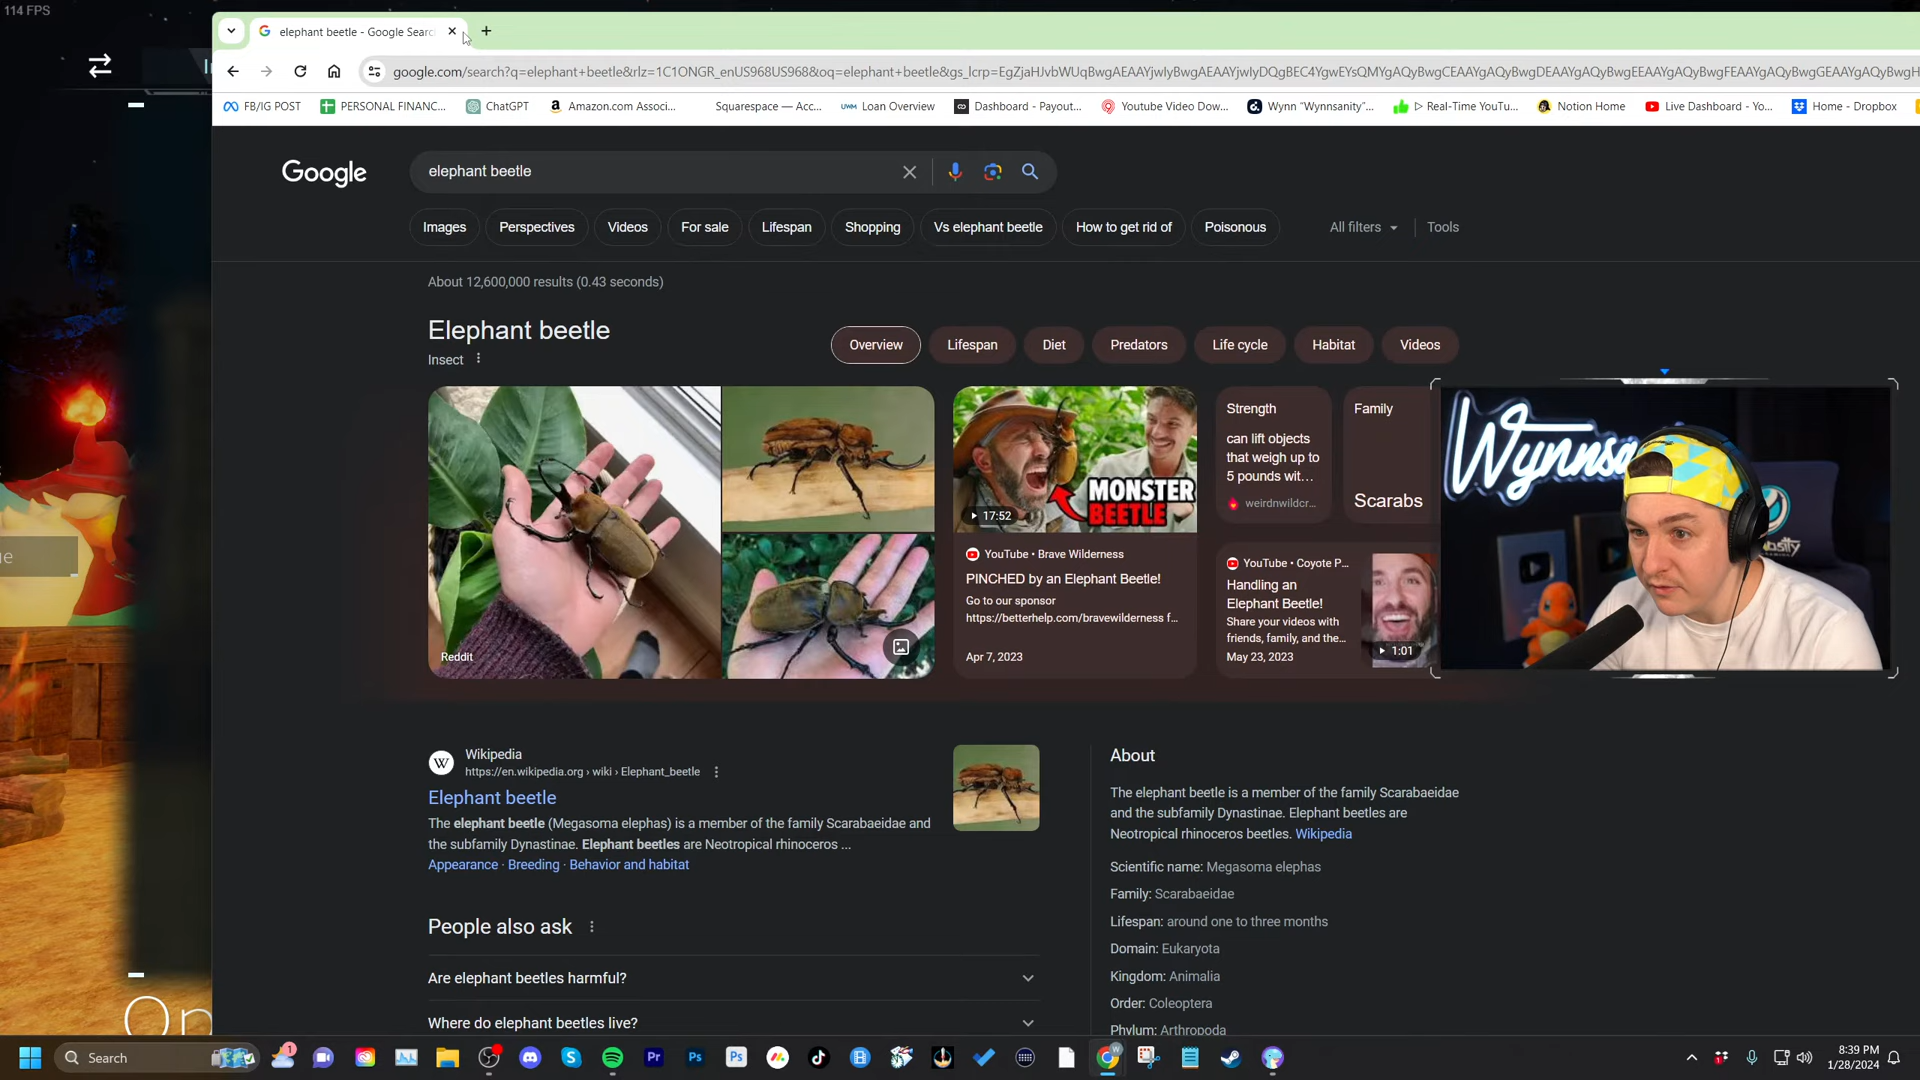 114 FPS
elephant beetle - Google Searc
google.com/search?q=elephant+beetle&rlz=1C1ONGR_enUS968US968&oq=elephant+beetle&gs_lcrp=
FB/IG POST PERSONAL FINANC... ChatGPT Amazon.com Associ... Squarespace — Acc... Loan Overview Dashboard - Payout... Youtube Video Dow... Wynn "Wynnsanity"... ▷ Real-Time YouTu... Notion Home Live Dashboard - Yo... Home - Dropbox
Google
elephant beetle
Images Perspectives Videos For sale Lifespan Shopping Vs elephant beetle How to get rid of Poisonous All filters Tools
About 12,600,000 results (0.43 seconds)
Elephant beetle
Insect
Overview Lifespan Diet Predators Life cycle Habitat Videos
Reddit
MONSTER
BEETLE
17:52
YouTube • Brave Wilderness
PINCHED by an Elephant Beetle!
Go to our sponsor
https://betterhelp.com/bravewilderness f...
Apr 7, 2023
Strength
can lift objects
that weigh up to
5 pounds wit...
weirdnwildcr...
Family
Scarabs
YouTube • Coyote P...
Handling an
Elephant Beetle!
Share your videos with
friends, family, and the...
May 23, 2023
1:01
Wynnsa
Wikipedia
https://en.wikipedia.org › wiki › Elephant_beetle
Elephant beetle
The elephant beetle (Megasoma elephas) is a member of the family Scarabaeidae and
the subfamily Dynastinae. Elephant beetles are Neotropical rhinoceros ...
Appearance · Breeding · Behavior and habitat
People also ask
Are elephant beetles harmful?
Where do elephant beetles live?
About
The elephant beetle is a member of the family Scarabaeidae
and the subfamily Dynastinae. Elephant beetles are
Neotropical rhinoceros beetles. Wikipedia
Scientific name: Megasoma elephas
Family: Scarabaeidae
Lifespan: around one to three months
Domain: Eukaryota
Kingdom: Animalia
Order: Coleoptera
Phylum: Arthropoda
Op
Search
1
Pr Ps Ps
8:39 PM
1/28/2024